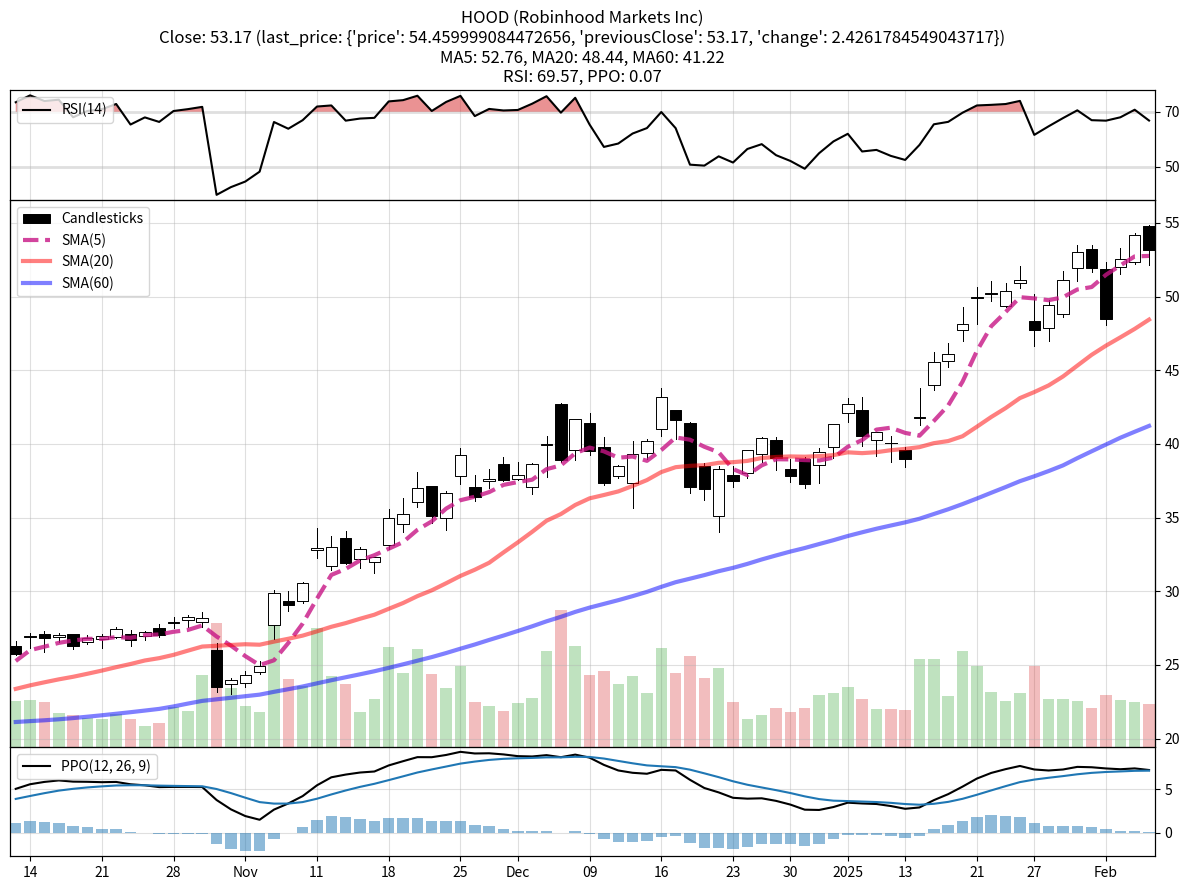 HOOD (Robinhood Markets Inc)
Close: 53.17 (last_price: {'price': 54.459999084472656, 'previousClose': 53.17, 'change': 2.4261784549043717})
MA5: 52.76, MA20: 48.44, MA60: 41.22
RSI: 69.57, PPO: 0.07
RSI(14)
70
50
Candlesticks
SMA(5)
SMA(20)
SMA(60)
55
50
45
40
35
30
25
20
PPO(12, 26, 9)
5
0
14 21 28 Nov 11 18 25 Dec 09 16 23 30 2025 13 21 27 Feb